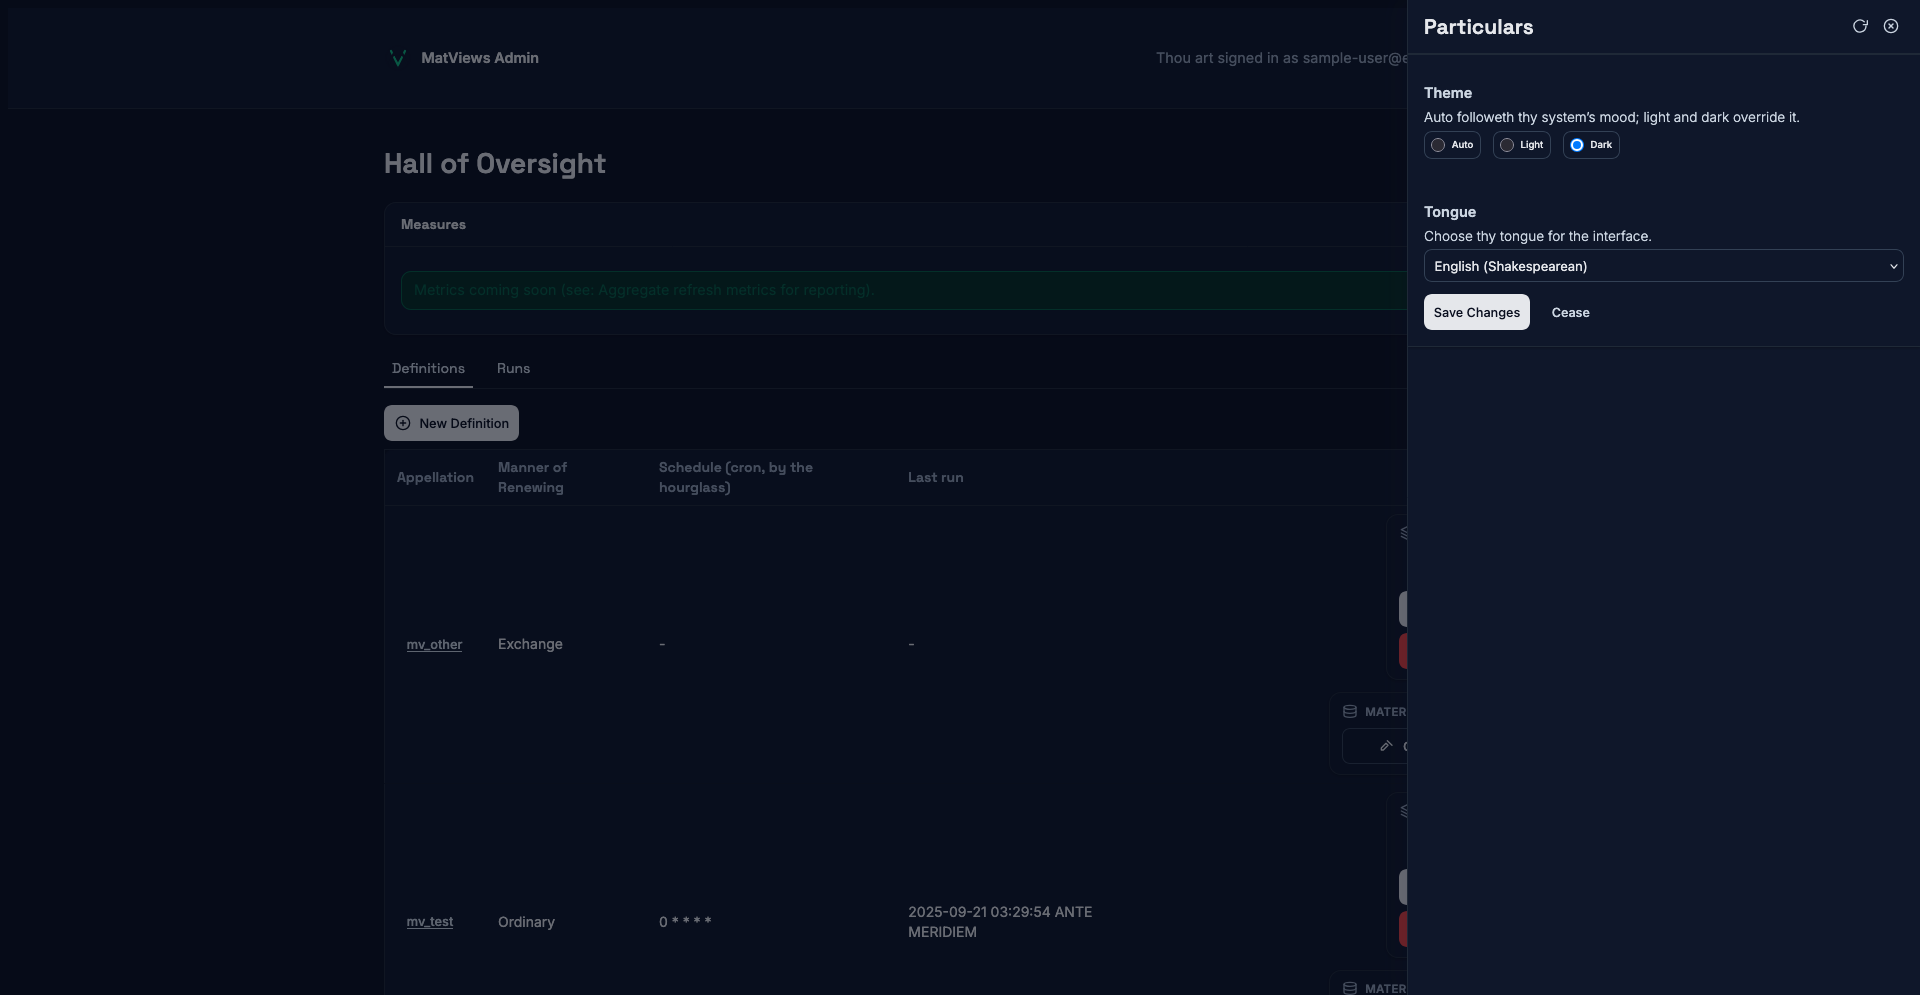 MatViews Admin
Thou art signed in as sample-user@e
Hall of Oversight
Measures
Metrics coming soon (see: Aggregate refresh metrics for reporting).
Definitions
Runs
New Definition
Appellation
Manner of
Renewing
Schedule (cron, by the
hourglass)
Last run
mv_other
Exchange
-
-
MATER
mv_test
Ordinary
0 * * * *
2025-09-21 03:29:54 ANTE
MERIDIEM
MATER
Particulars
Theme
Auto followeth thy system’s mood; light and dark override it.
Auto
Light
Dark
Tongue
Choose thy tongue for the interface.
English (Shakespearean)
Save Changes
Cease